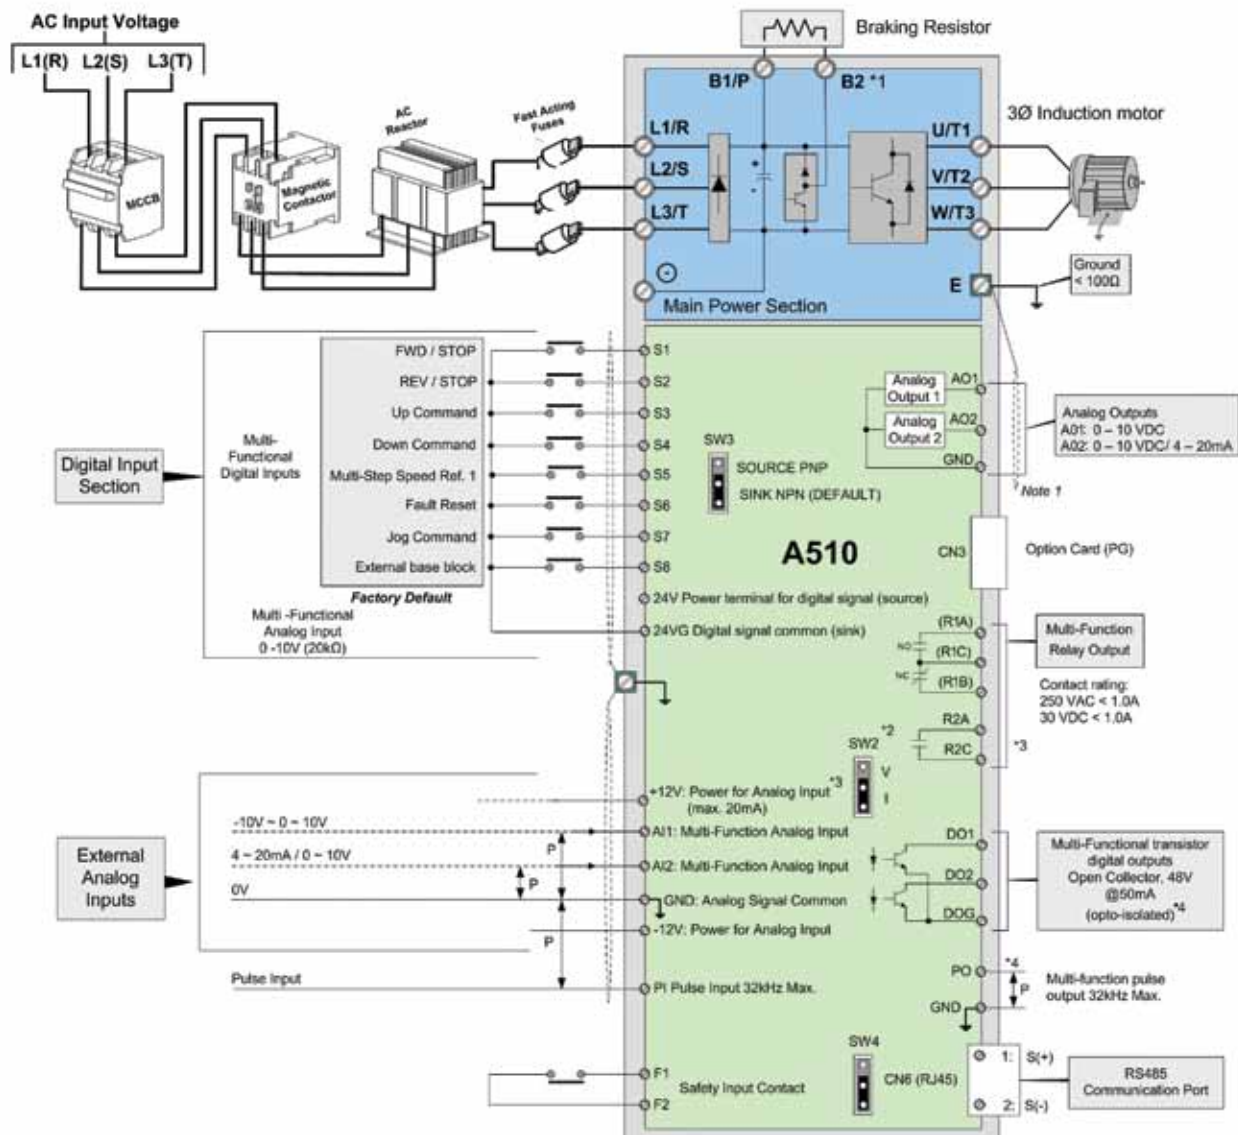 AC Input Voltage
L1(R) L2(S) L3(T)
MCCB
Magnetic
Contactor
AC
Reactor
Fast Acting
Fuses
Braking Resistor
B1/P
B2 *1
L1/R
L2/S
L3/T
U/T1
V/T2
W/T3
E
3Ø Induction motor
Ground
< 100Ω
Main Power Section
+
-
-
Digital Input
Section
Multi-
Functional
Digital Inputs
FWD / STOP
REV / STOP
Up Command
Down Command
Multi-Step Speed Ref. 1
Fault Reset
Jog Command
External base block
Factory Default
Multi -Functional
Analog Input
0 -10V (20kΩ)
S1
S2
S3
S4
S5
S6
S7
S8
24V Power terminal for digital signal (source)
24VG Digital signal common (sink)
SW3
SOURCE PNP
SINK NPN (DEFAULT)
A510
Analog
Output 1
Analog
Output 2
AO1
AO2
GND
Analog Outputs
A01: 0 – 10 VDC
A02: 0 – 10 VDC/ 4 – 20mA
Note 1
CN3
Option Card (PG)
(R1A)
NO
(R1C)
NC
(R1B)
Multi-Function
Relay Output
Contact rating:
250 VAC < 1.0A
30 VDC < 1.0A
R2A
*2
R2C
*3
SW2
V
I
*3
External
Analog
Inputs
-10V ~ 0 ~ 10V
4 ~ 20mA / 0 ~ 10V
0V
P
P
P
Pulse Input
+12V: Power for Analog Input
(max. 20mA)
AI1: Multi-Function Analog Input
AI2: Multi-Function Analog Input
GND: Analog Signal Common
-12V: Power for Analog Input
PI Pulse Input 32kHz Max.
DO1
DO2
DOG
Multi-Functional transistor
digital outputs
Open Collector, 48V
@50mA
(opto-isolated)*4
PO
*4
P
GND
Multi-function pulse
output 32kHz Max.
F1
F2
Safety Input Contact
SW4
CN6 (RJ45)
1: S(+)
2: S(-)
RS485
Communication Port